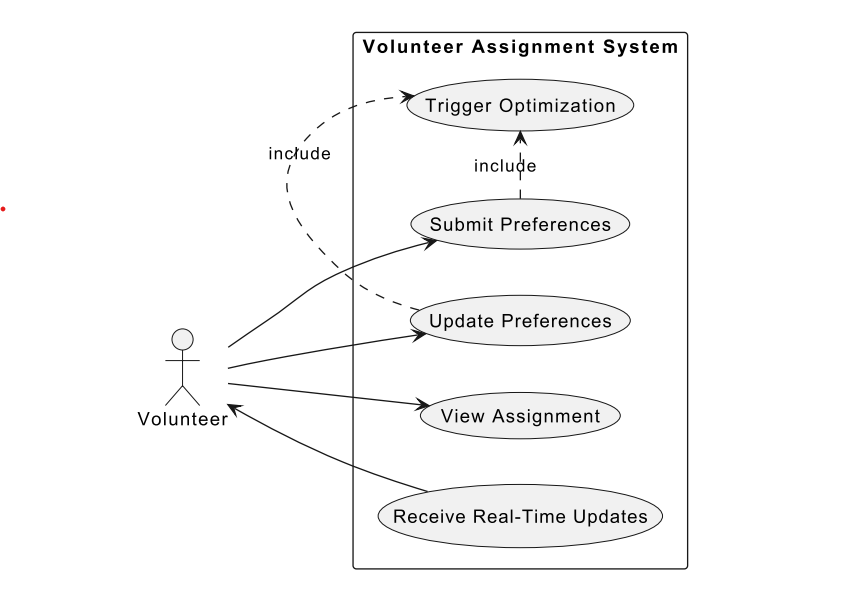 Volunteer Assignment System
Trigger Optimization
include
include
Submit Preferences
Update Preferences
View Assignment
Volunteer
Receive Real-Time Updates